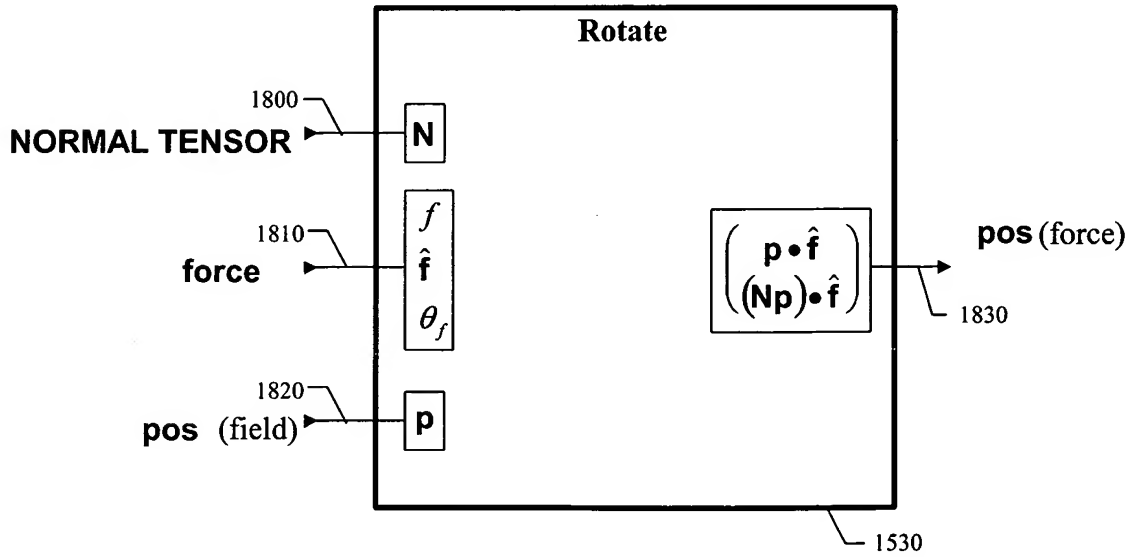 Rotate
1800
NORMAL TENSOR
N
1810
force
f
f̂
θ_f
1820
pos (field)
p
p • f̂
(Np) • f̂
pos (force)
1830
1530